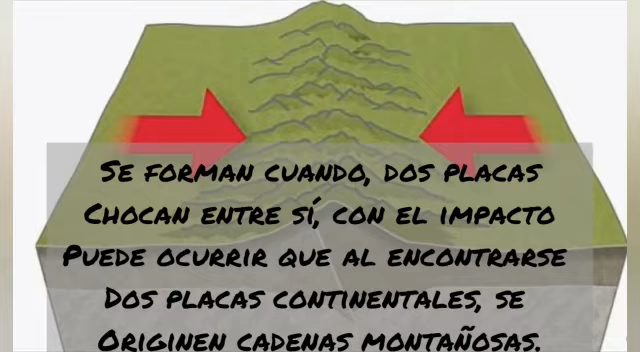 Se forman cuando, dos placas
Chocan entre sí, con el impacto
Puede ocurrir que al encontrarse
Dos placas continentales, se
Originen cadenas montañosas.